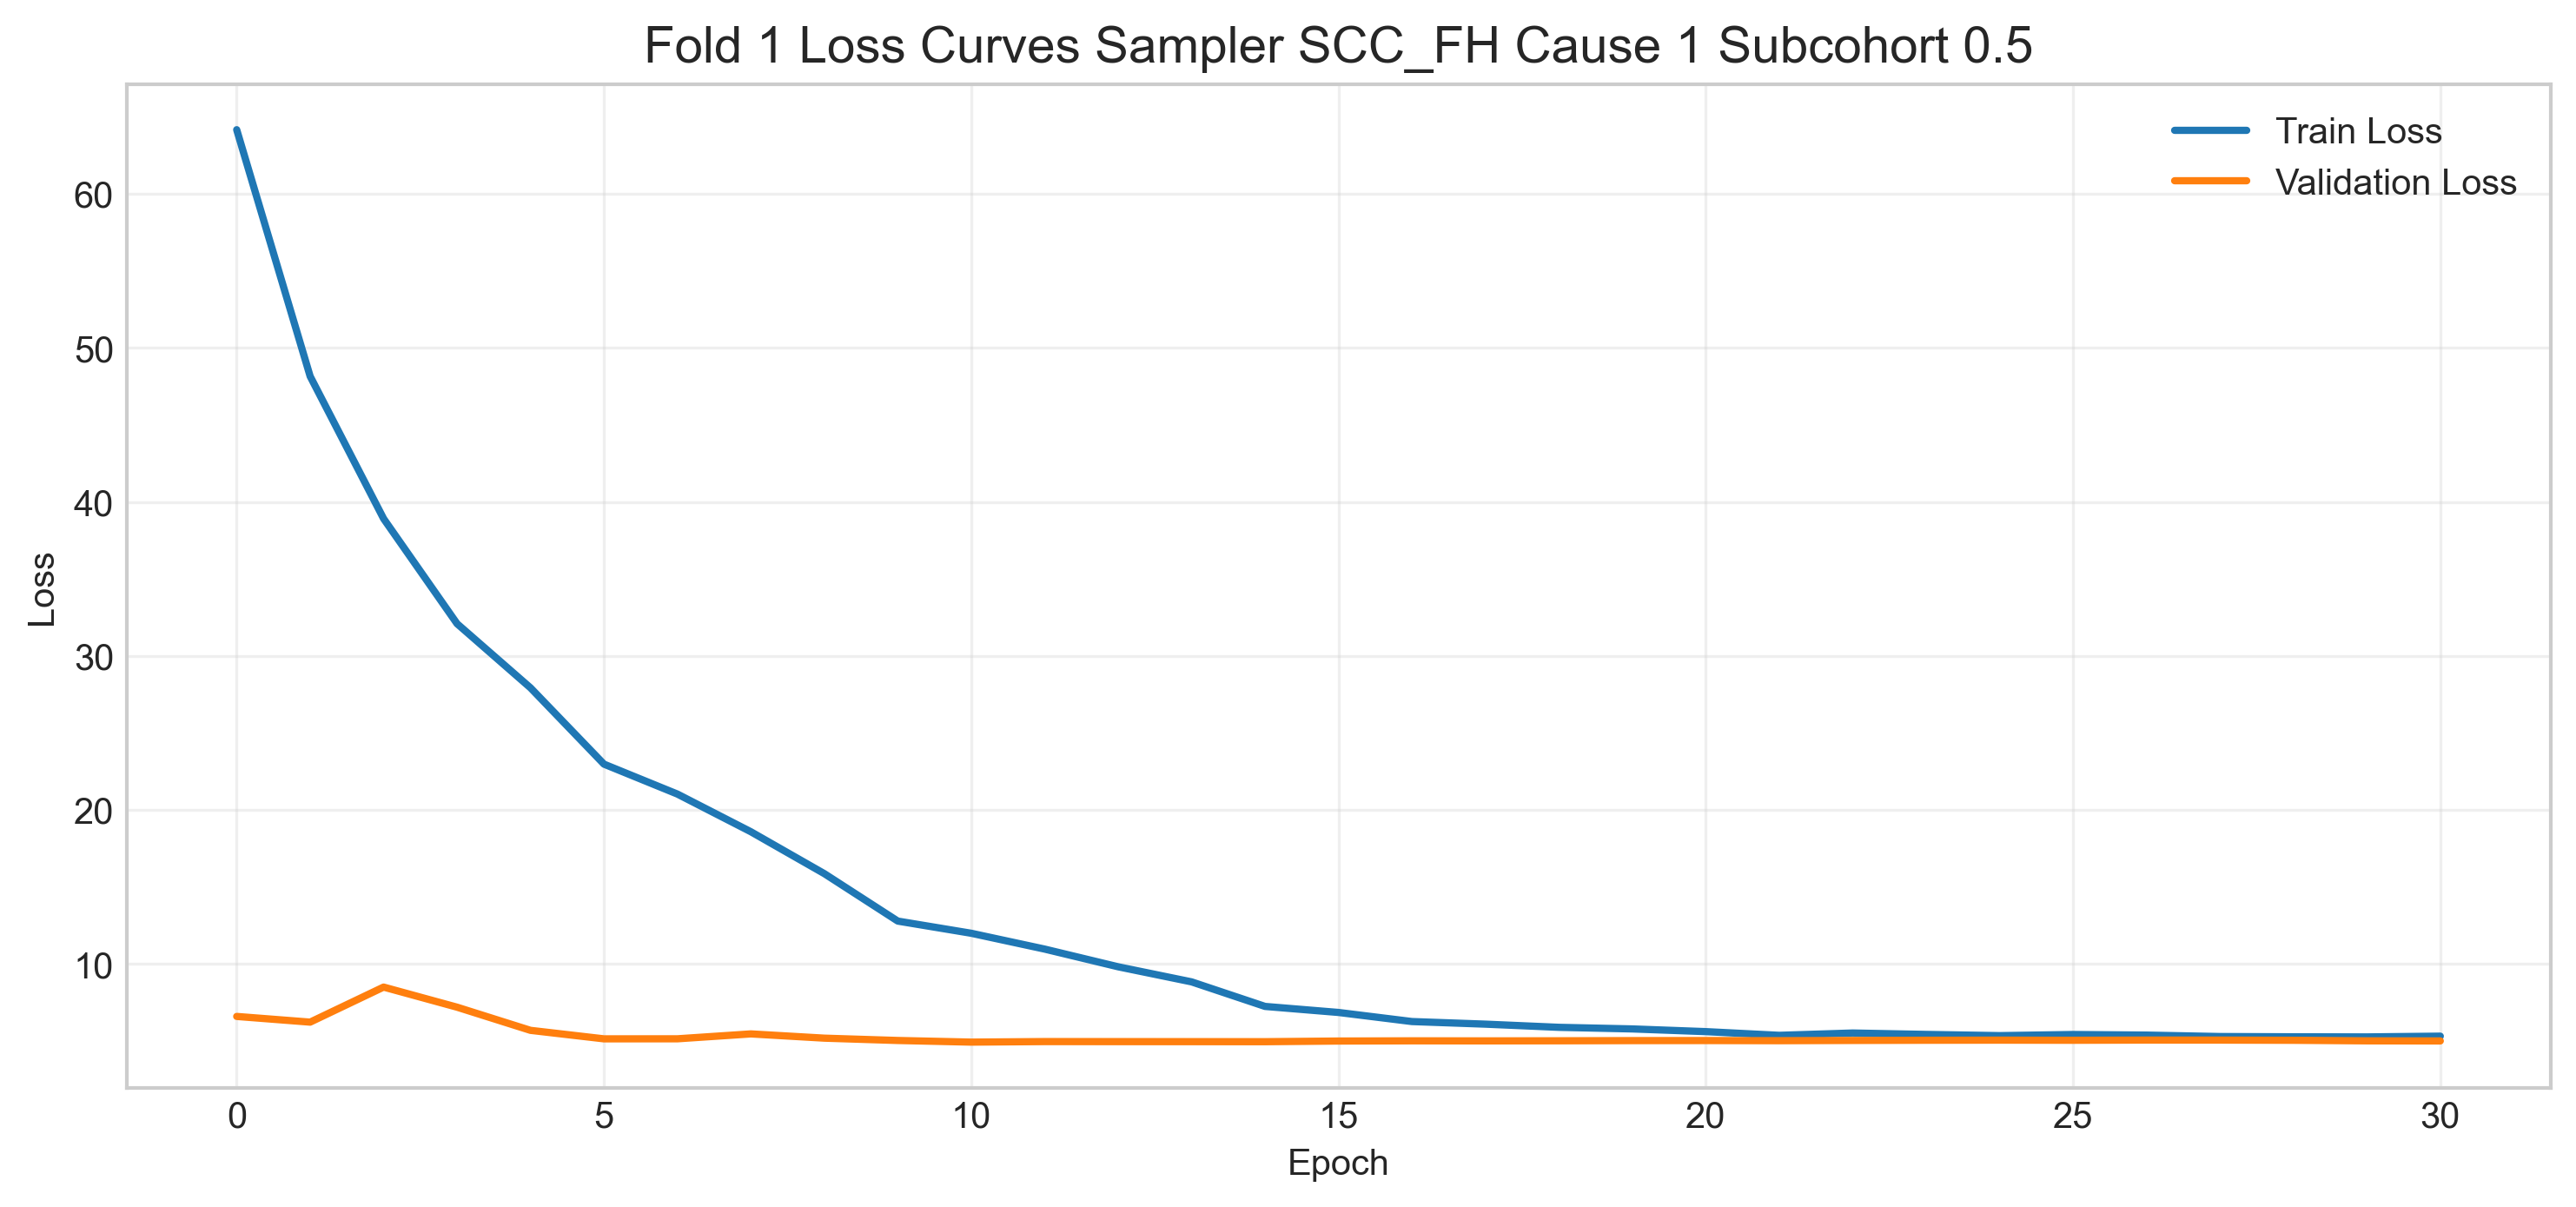 Fold 1 Loss Curves Sampler SCC_FH Cause 1 Subcohort 0.5
Train Loss
Validation Loss
60
50
40
30
20
10
Loss
0 5 10 15 20 25 30
Epoch